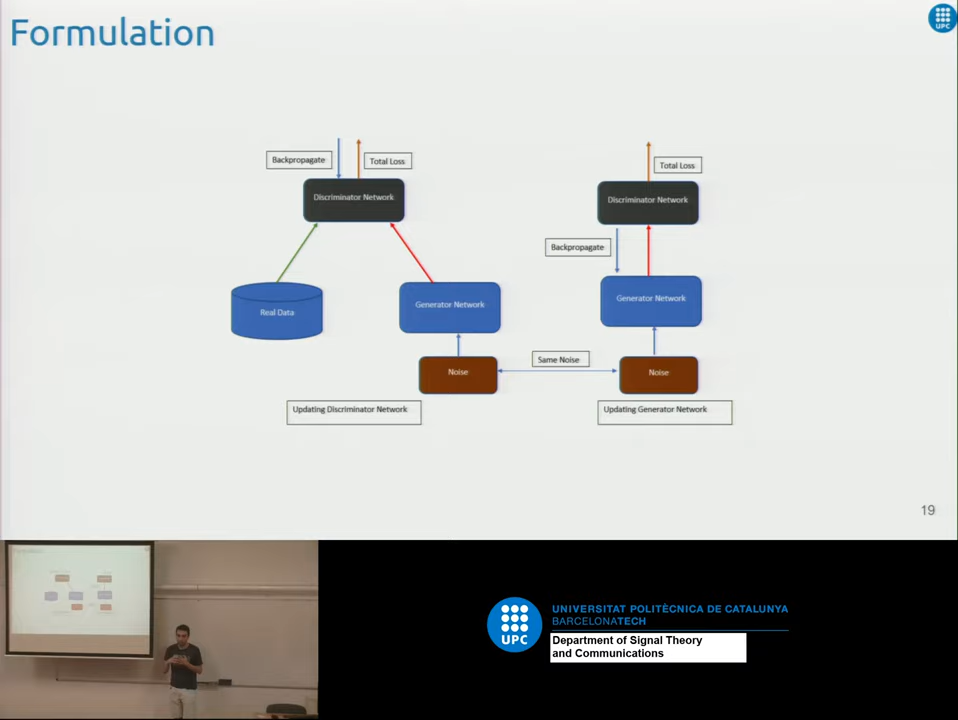 Formulation
UPC
Backpropagate
Total Loss
Discriminator Network
Real Data
Generator Network
Noise
Updating Discriminator Network
Same Noise
Total Loss
Discriminator Network
Backpropagate
Generator Network
Noise
Updating Generator Network
19
UPC
UNIVERSITAT POLITÈCNICA DE CATALUNYA
BARCELONATECH
Department of Signal Theory
and Communications